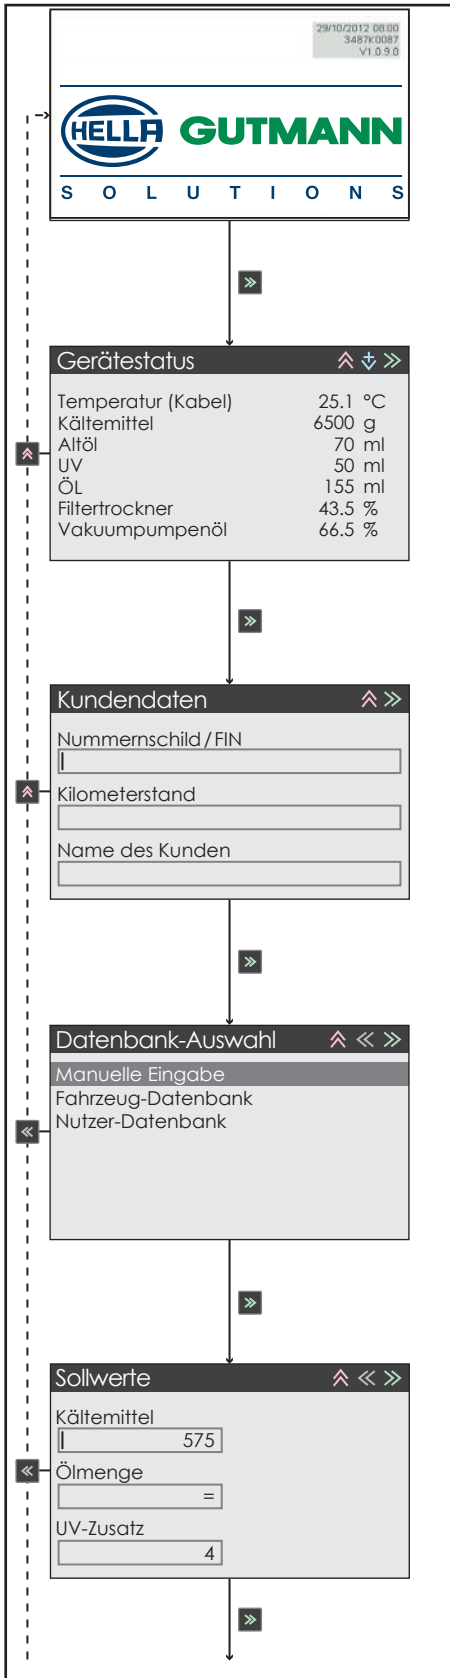 29/10/2012 08:00
3487K0087
V1.0.9.0
HELLA GUTMANN
SOLUTIONS
Gerätestatus
Temperatur (Kabel) 25.1 °C
Kältemittel 6500 g
Altöl 70 ml
UV 50 ml
ÖL 155 ml
Filtertrockner 43.5 %
Vakuumpumpenöl 66.5 %
Kundendaten
Nummernschild/FIN
Kilometerstand
Name des Kunden
Datenbank-Auswahl
Manuelle Eingabe
Fahrzeug-Datenbank
Nutzer-Datenbank
Sollwerte
Kältemittel
575
Ölmenge
=
UV-Zusatz
4